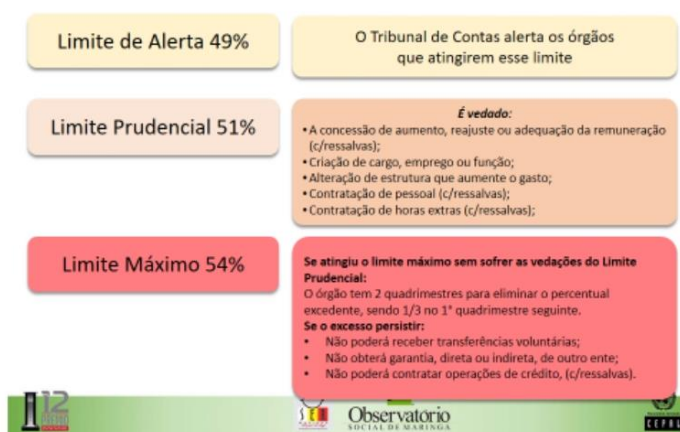 Limite de Alerta 49%
O Tribunal de Contas alerta os órgãos
que atingirem esse limite
Limite Prudencial 51%
É vedado:
• A concessão de aumento, reajuste ou adequação da remuneração
(c/ressalvas);
• Criação de cargo, emprego ou função;
• Alteração de estrutura que aumente o gasto;
• Contratação de pessoal (c/ressalvas);
• Contratação de horas extras (c/ressalvas);
Limite Máximo 54%
Se atingiu o limite máximo sem sofrer as vedações do Limite
Prudencial:
O órgão tem 2 quadrimestres para eliminar o percentual
excedente, sendo 1/3 no 1° quadrimestre seguinte.
Se o excesso persistir:
• Não poderá receber transferências voluntárias;
• Não obterá garantia, direta ou indireta, de outro ente;
• Não poderá contratar operações de crédito, (c/ressalvas).
12
Observatório
SOCIAL DE MARINGÁ
CEPAL